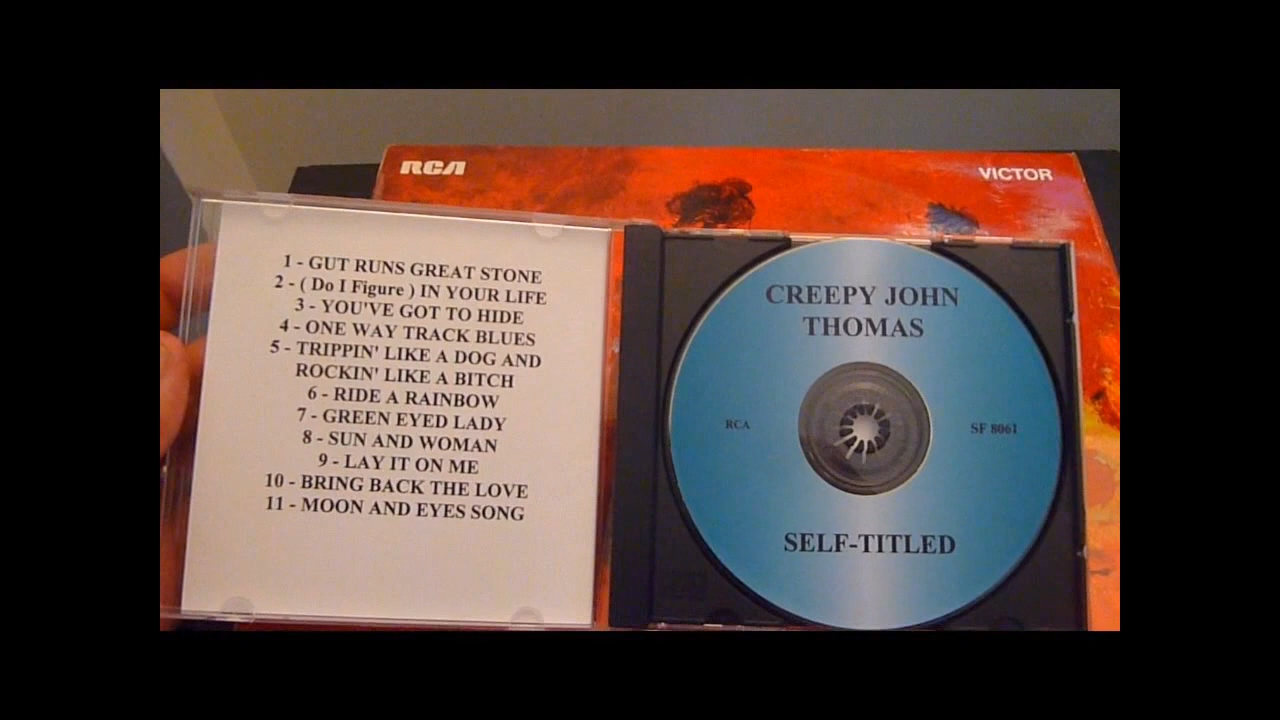 RCA
VICTOR
1 - GUT RUNS GREAT STONE
2 - ( Do I Figure ) IN YOUR LIFE
3 - YOU'VE GOT TO HIDE
4 - ONE WAY TRACK BLUES
5 - TRIPPIN' LIKE A DOG AND
ROCKIN' LIKE A BITCH
6 - RIDE A RAINBOW
7 - GREEN EYED LADY
8 - SUN AND WOMAN
9 - LAY IT ON ME
10 - BRING BACK THE LOVE
11 - MOON AND EYES SONG
CREEPY JOHN
THOMAS
RCA
SF 8061
SELF-TITLED